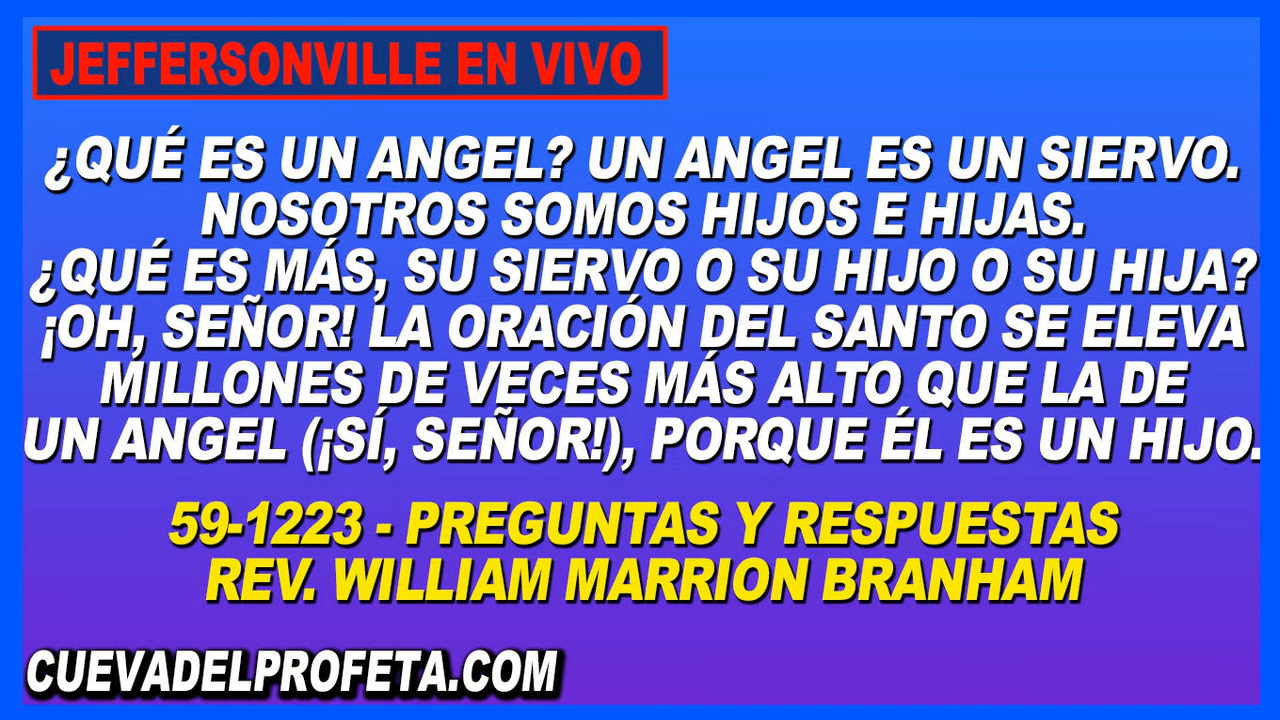 JEFFERSONVILLE EN VIVO
¿QUÉ ES UN ANGEL? UN ANGEL ES UN SIERVO.
NOSOTROS SOMOS HIJOS E HIJAS.
¿QUÉ ES MÁS, SU SIERVO O SU HIJO O SU HIJA?
¡OH, SEÑOR! LA ORACIÓN DEL SANTO SE ELEVA
MILLONES DE VECES MÁS ALTO QUE LA DE
UN ANGEL (¡SÍ, SEÑOR!), PORQUE ÉL ES UN HIJO.
59-1223 - PREGUNTAS Y RESPUESTAS
REV. WILLIAM MARRION BRANHAM
CUEVADELPROFETA.COM